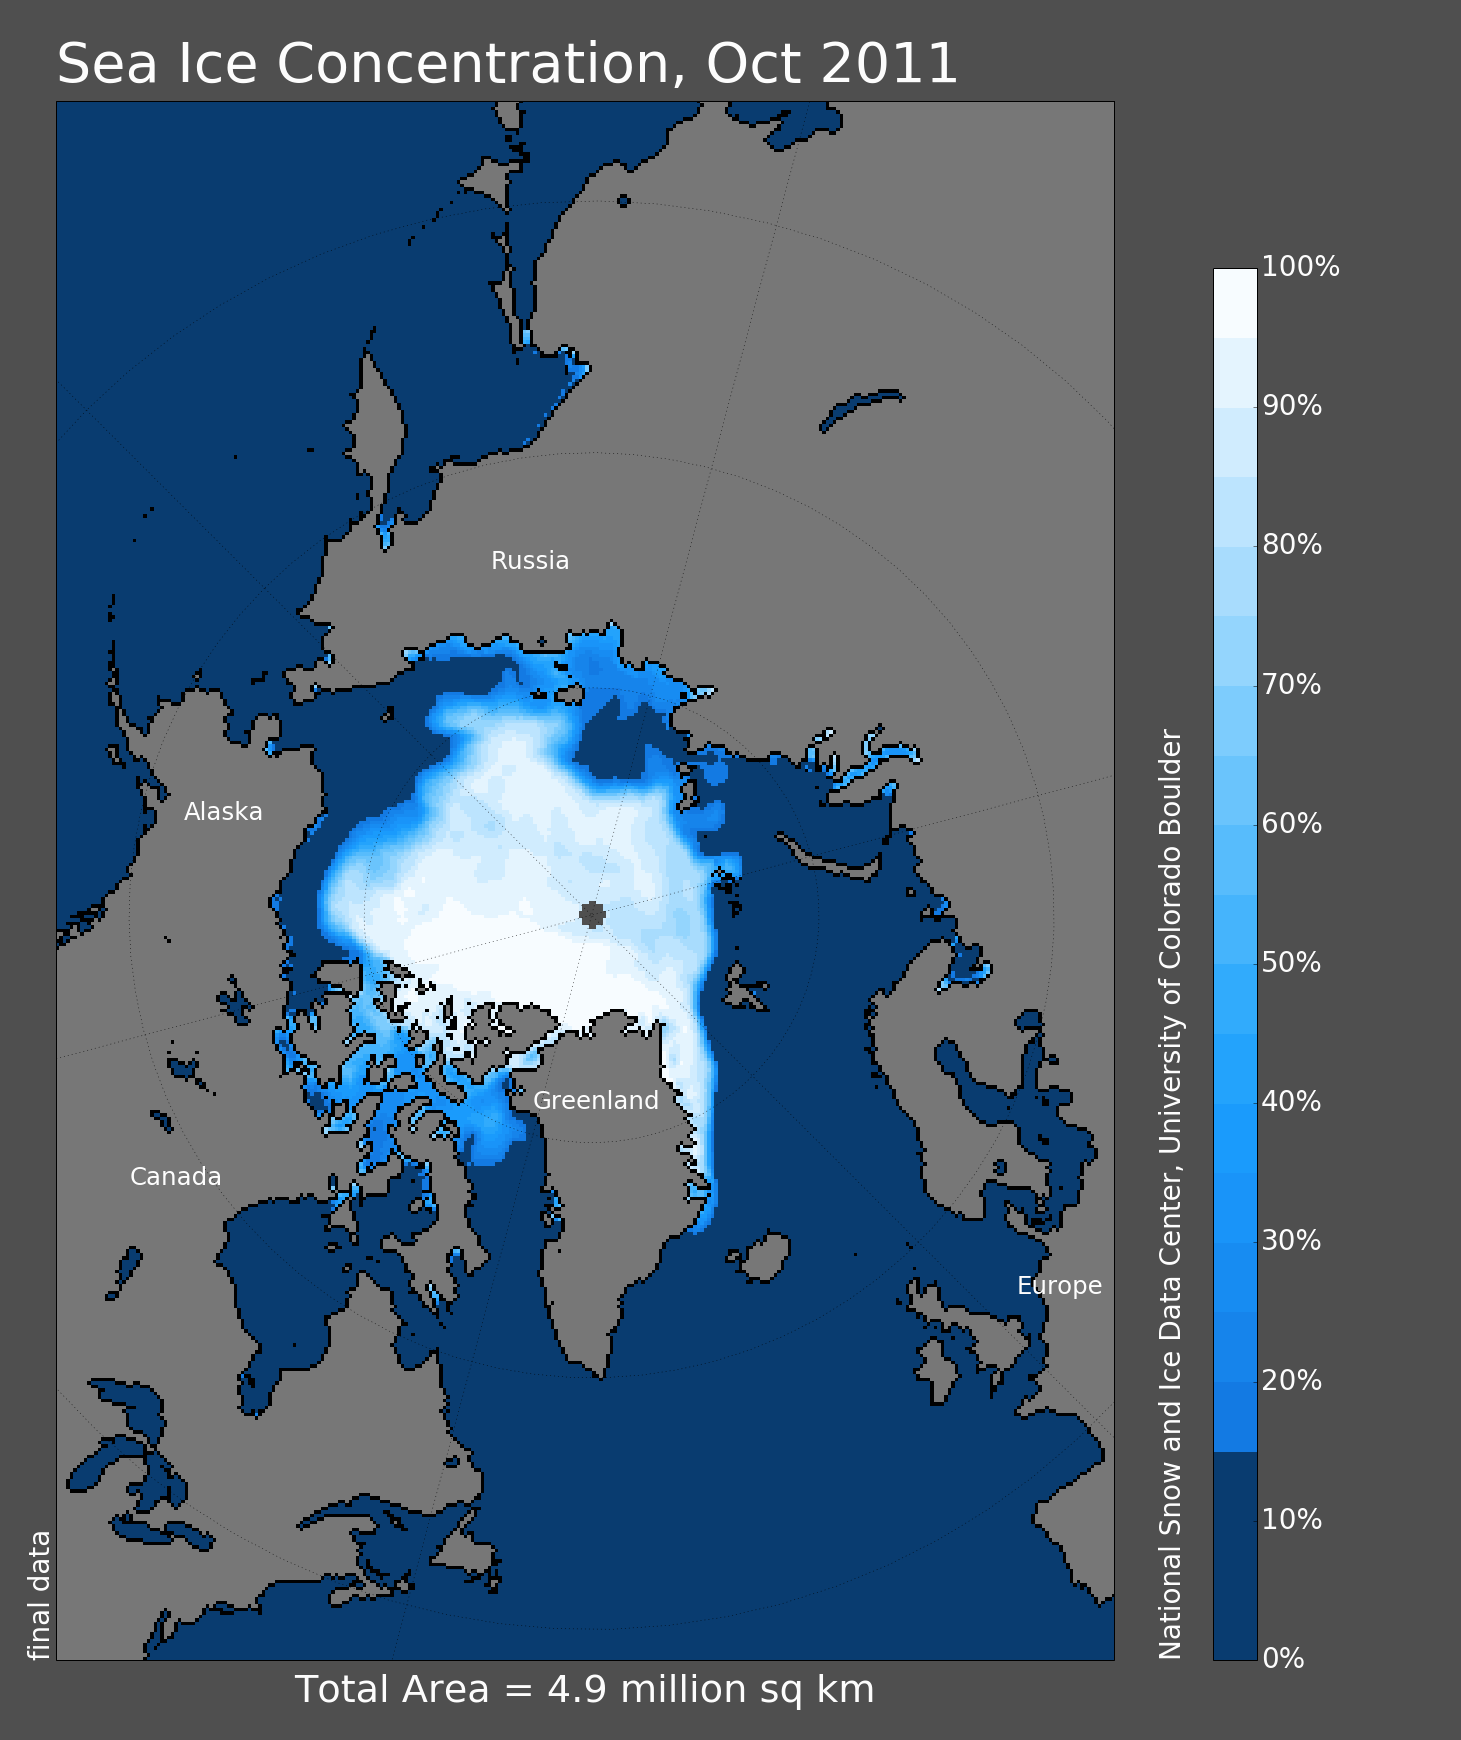 Sea Ice Concentration, Oct 2011
Russia
Alaska
Greenland
Canada
Europe
100%
90%
80%
70%
60%
50%
40%
30%
20%
10%
0%
National Snow and Ice Data Center, University of Colorado Boulder
final data
Total Area = 4.9 million sq km